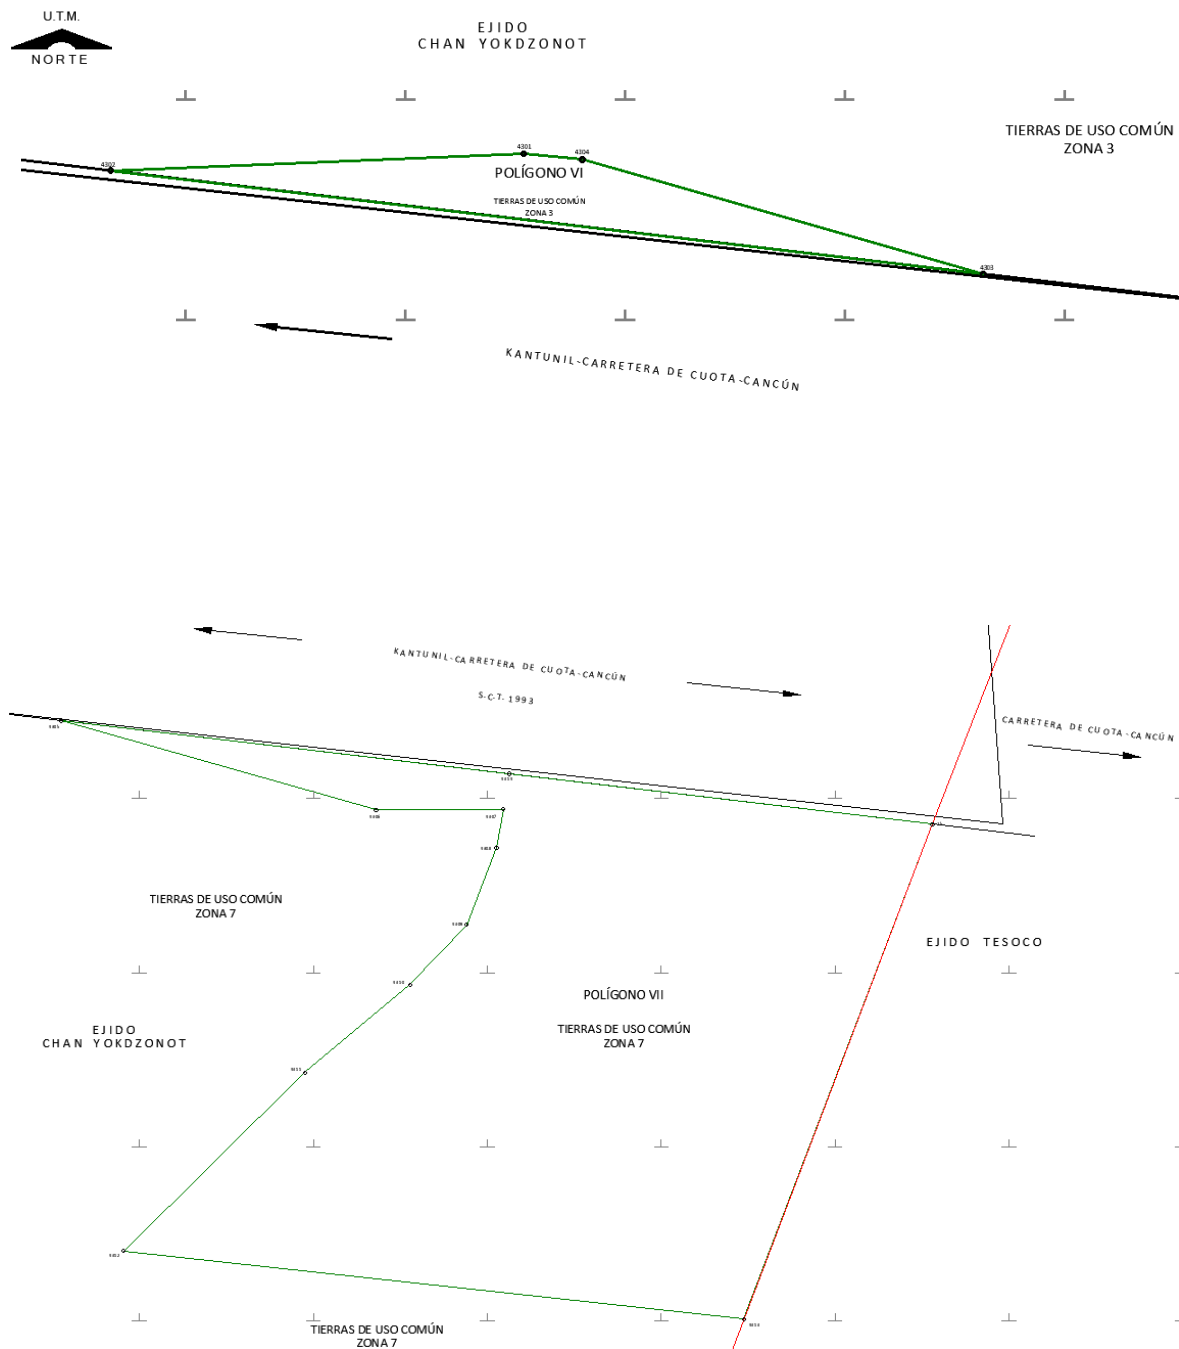 U.T.M.
NORTE
EJIDO
CHAN YOKDZONOT
TIERRAS DE USO COMÚN
ZONA 3
4302
4301
4304
POLÍGONO VI
TIERRAS DE USO COMÚN
ZONA 3
4303
KANTUNIL-CARRETERA DE CUOTA-CANCÚN
KANTUNIL-CARRETERA DE CUOTA-CANCÚN
S.C.T. 1993
CARRETERA DE CUOTA-CANCÚN
TIERRAS DE USO COMÚN
ZONA 7
EJIDO TESOCO
POLÍGONO VII
TIERRAS DE USO COMÚN
ZONA 7
EJIDO
CHAN YOKDZONOT
TIERRAS DE USO COMÚN
ZONA 7